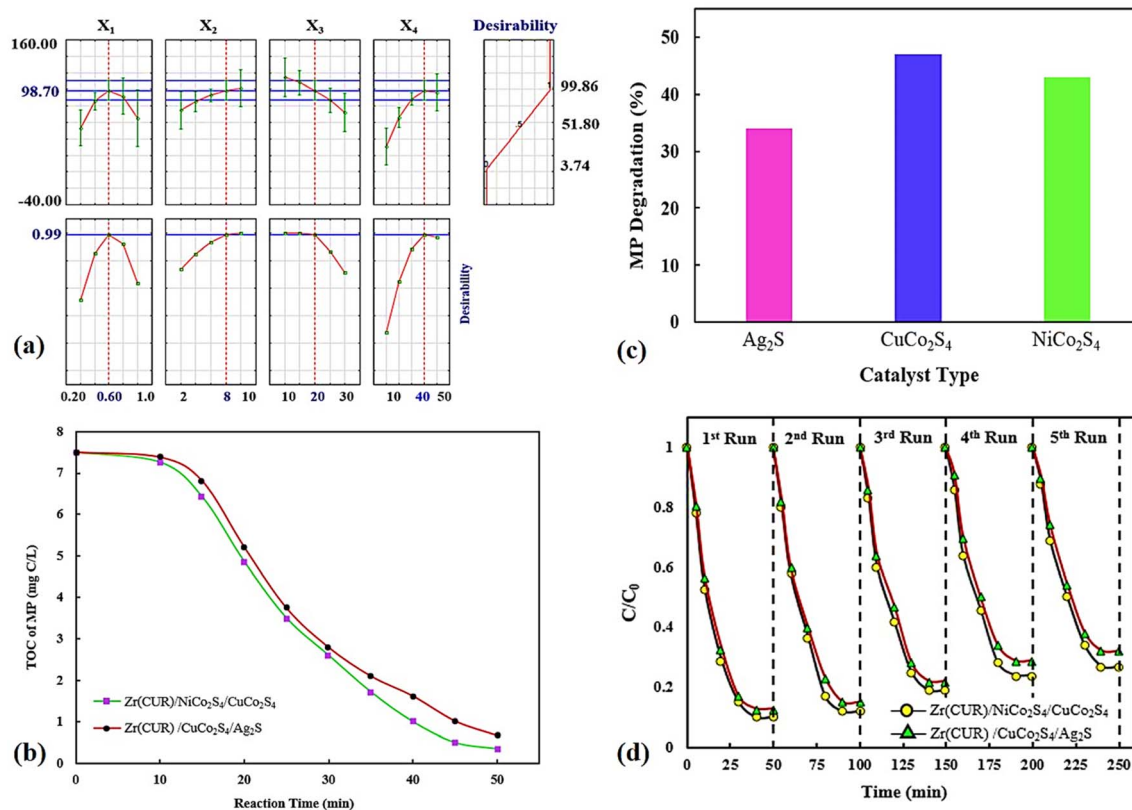 X₁ X₂ X₃ X₄ Desirability
160.00
98.70
-40.00
1
.5
0
99.86
51.80
3.74
0.99
Desirability
(a)
0.20 0.60 1.0 2 8 10 10 20 30 10 40 50
MP Degradation (%)
60
50
40
30
20
10
0
Ag₂S CuCo₂S₄ NiCo₂S₄
(c)
Catalyst Type
TOC of MP (mg C/L)
8
7
6
5
4
3
2
1
0
Zr(CUR)/NiCo₂S₄/CuCo₂S₄
Zr(CUR) /CuCo₂S₄/Ag₂S
(b)
0 10 20 30 40 50
Reaction Time (min)
C/C₀
1
0.8
0.6
0.4
0.2
0
1ˢᵗ Run 2ⁿᵈ Run 3ʳᵈ Run 4ᵗʰ Run 5ᵗʰ Run
Zr(CUR)/NiCo₂S₄/CuCo₂S₄
Zr(CUR) /CuCo₂S₄/Ag₂S
(d)
0 50 100 150 200 250
Time (min)